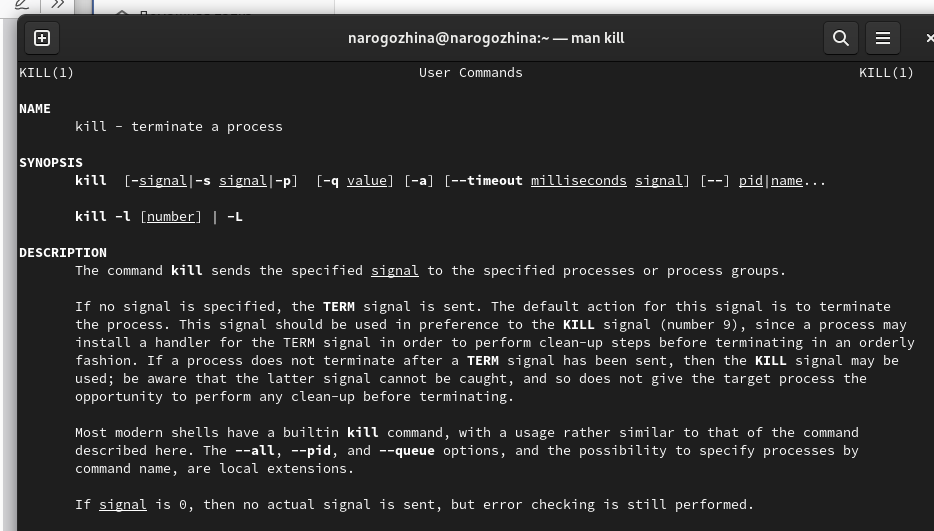 narogozhina@narogozhina:~ — man kill
KILL(1) User Commands KILL(1)
NAME
kill - terminate a process
SYNOPSIS
kill [-signal|-s signal|-p] [-q value] [-a] [--timeout milliseconds signal] [--] pid|name...
kill -l [number] | -L
DESCRIPTION
The command kill sends the specified signal to the specified processes or process groups.
If no signal is specified, the TERM signal is sent. The default action for this signal is to terminate
the process. This signal should be used in preference to the KILL signal (number 9), since a process may
install a handler for the TERM signal in order to perform clean-up steps before terminating in an orderly
fashion. If a process does not terminate after a TERM signal has been sent, then the KILL signal may be
used; be aware that the latter signal cannot be caught, and so does not give the target process the
opportunity to perform any clean-up before terminating.
Most modern shells have a builtin kill command, with a usage rather similar to that of the command
described here. The --all, --pid, and --queue options, and the possibility to specify processes by
command name, are local extensions.
If signal is 0, then no actual signal is sent, but error checking is still performed.